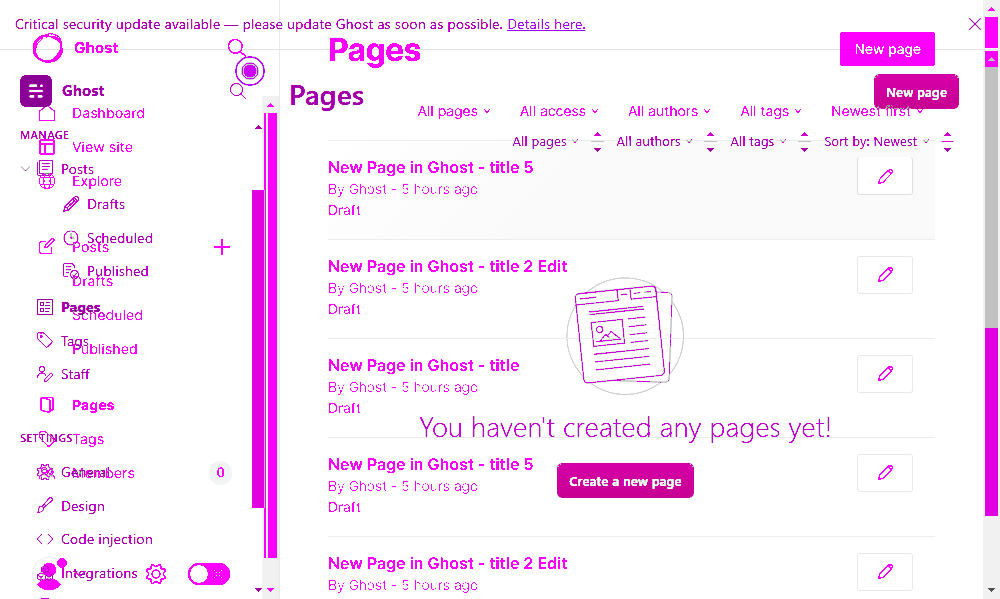 Critical security update available — please update Ghost as soon as possible. Details here.
Ghost
Pages
New page
Ghost
Pages
New page
Dashboard
All pages
All access
All authors
All tags
Newest first
MANAGE
View site
All pages
All authors
All tags
Sort by: Newest
Posts
Explore
New Page in Ghost - title 5
By Ghost - 5 hours ago
Draft
Drafts
Scheduled
Posts
Published
Drafts
New Page in Ghost - title 2 Edit
By Ghost - 5 hours ago
Draft
Pages
Scheduled
Tags
Published
Staff
New Page in Ghost - title
By Ghost - 5 hours ago
Draft
Pages
You haven't created any pages yet!
SETTINGS
Tags
General
Members
0
New Page in Ghost - title 5
By Ghost - 5 hours ago
Draft
Create a new page
Design
Code injection
Integrations
New Page in Ghost - title 2 Edit
By Ghost - 5 hours ago